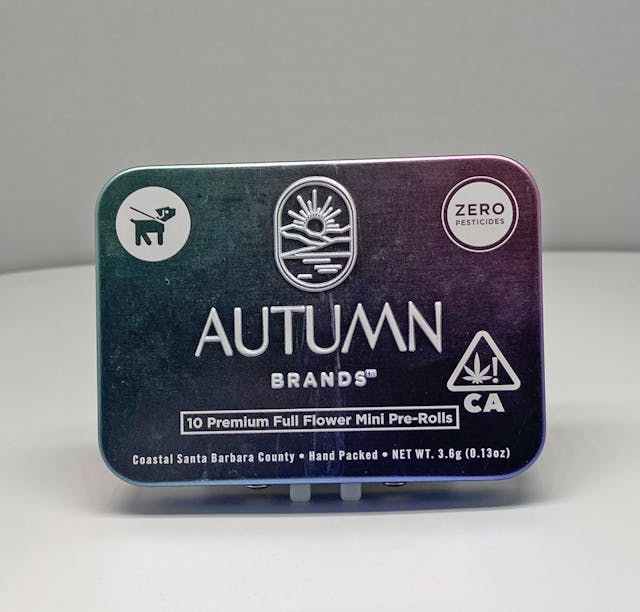 ZERO
PESTICIDES
AUTUMN
BRANDS
!
CA
10 Premium Full Flower Mini Pre-Rolls
Coastal Santa Barbara County • Hand Packed • NET WT. 3.6g (0.13oz)